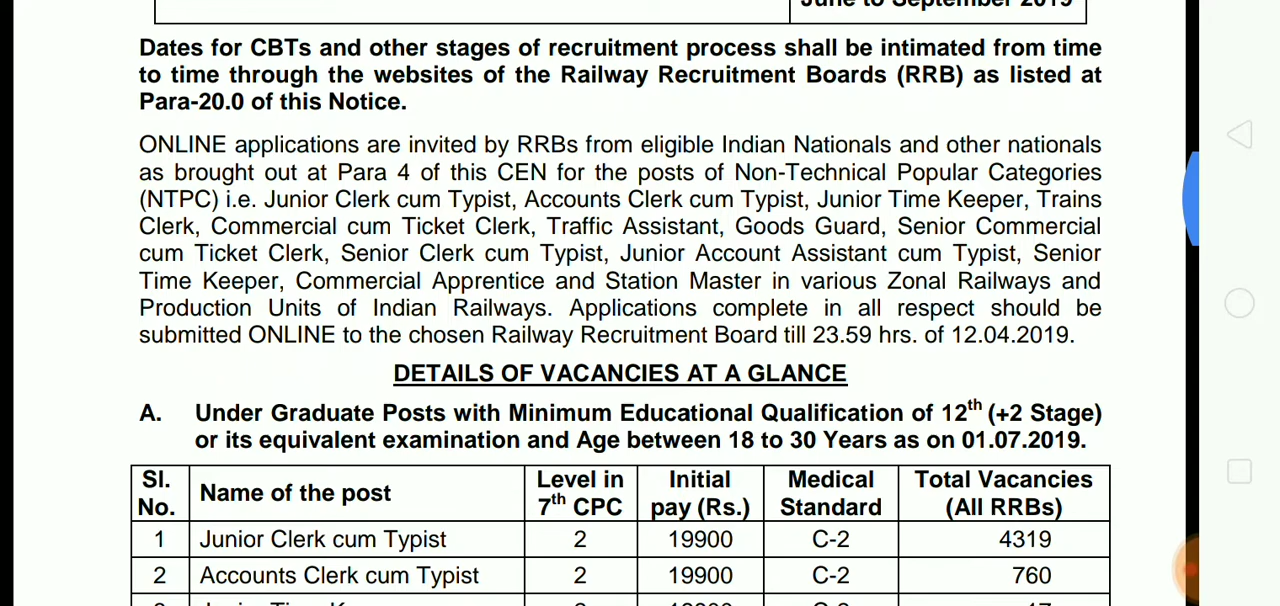 June to September 2019
Dates for CBTs and other stages of recruitment process shall be intimated from time
to time through the websites of the Railway Recruitment Boards (RRB) as listed at
Para-20.0 of this Notice.
ONLINE applications are invited by RRBs from eligible Indian Nationals and other nationals
as brought out at Para 4 of this CEN for the posts of Non-Technical Popular Categories
(NTPC) i.e. Junior Clerk cum Typist, Accounts Clerk cum Typist, Junior Time Keeper, Trains
Clerk, Commercial cum Ticket Clerk, Traffic Assistant, Goods Guard, Senior Commercial
cum Ticket Clerk, Senior Clerk cum Typist, Junior Account Assistant cum Typist, Senior
Time Keeper, Commercial Apprentice and Station Master in various Zonal Railways and
Production Units of Indian Railways. Applications complete in all respect should be
submitted ONLINE to the chosen Railway Recruitment Board till 23.59 hrs. of 12.04.2019.
DETAILS OF VACANCIES AT A GLANCE
A. Under Graduate Posts with Minimum Educational Qualification of 12th (+2 Stage)
or its equivalent examination and Age between 18 to 30 Years as on 01.07.2019.
Sl. No. Name of the post Level in 7th CPC Initial pay (Rs.) Medical Standard Total Vacancies (All RRBs)
1 Junior Clerk cum Typist 2 19900 C-2 4319
2 Accounts Clerk cum Typist 2 19900 C-2 760